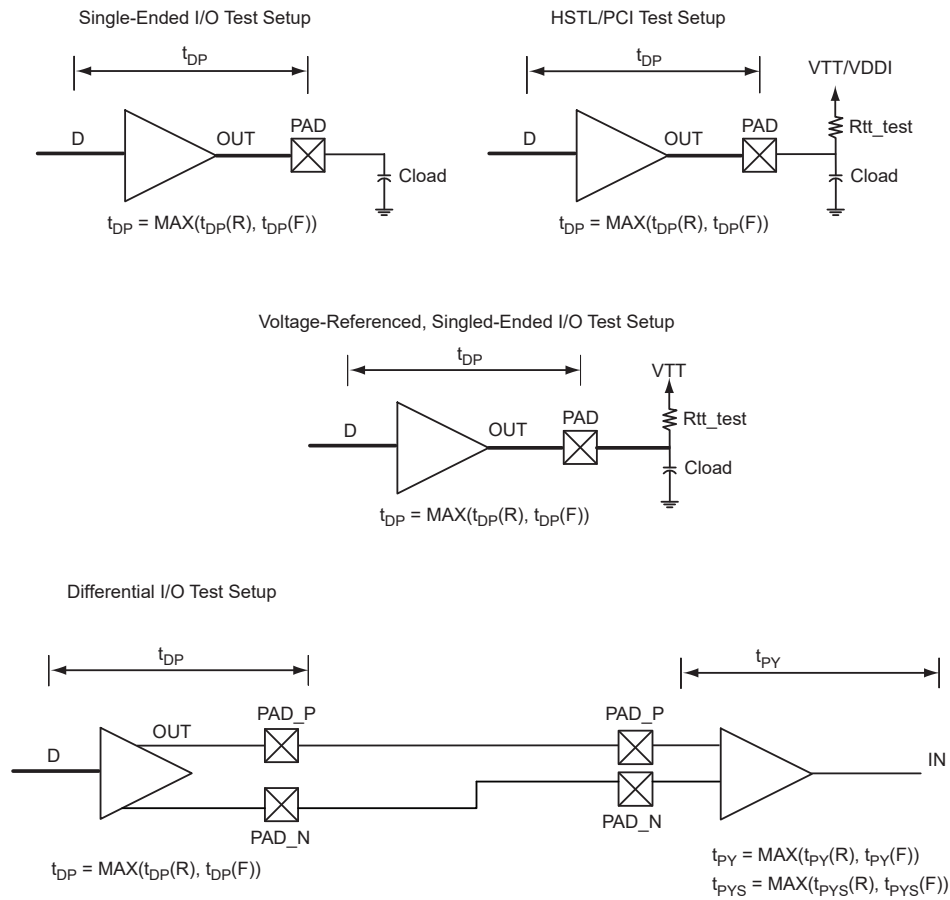 Single-Ended I/O Test Setup
tDP
D
OUT
PAD
Cload
tDP = MAX(tDP(R), tDP(F))
HSTL/PCI Test Setup
tDP
VTT/VDDI
D
OUT
PAD
Rtt_test
Cload
tDP = MAX(tDP(R), tDP(F))
Voltage-Referenced, Singled-Ended I/O Test Setup
tDP
VTT
D
OUT
PAD
Rtt_test
Cload
tDP = MAX(tDP(R), tDP(F))
Differential I/O Test Setup
tDP
tPY
D
OUT
PAD_P
PAD_P
IN
PAD_N
PAD_N
tDP = MAX(tDP(R), tDP(F))
tPY = MAX(tPY(R), tPY(F))
tPYS = MAX(tPYS(R), tPYS(F))